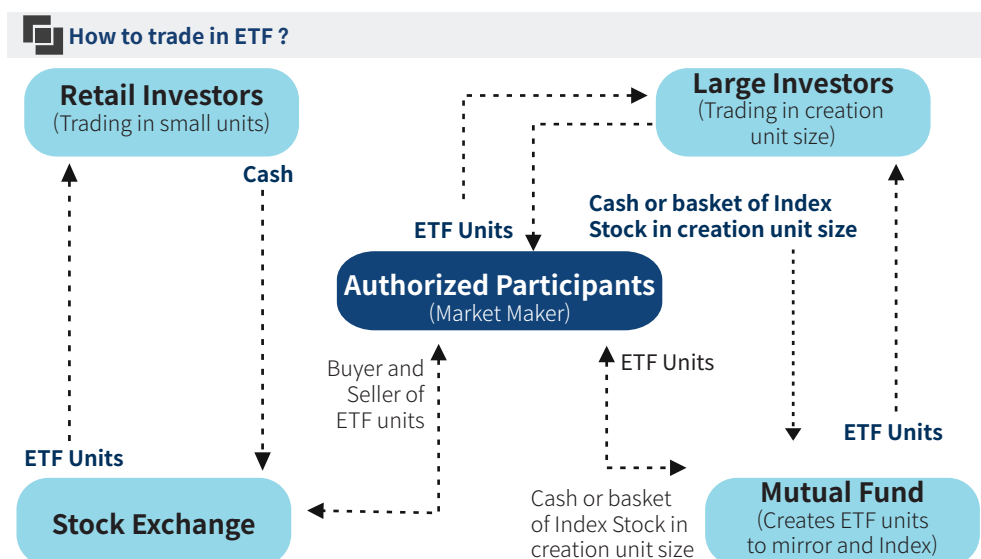 How to trade in ETF ?
Retail Investors
(Trading in small units)
Large Investors
(Trading in creation
unit size)
Cash
Cash or basket of Index
Stock in creation unit size
ETF Units
Authorized Participants
(Market Maker)
Buyer and
Seller of
ETF units
ETF Units
ETF Units
ETF Units
Stock Exchange
Cash or basket
of Index Stock in
creation unit size
Mutual Fund
(Creates ETF units
to mirror and Index)